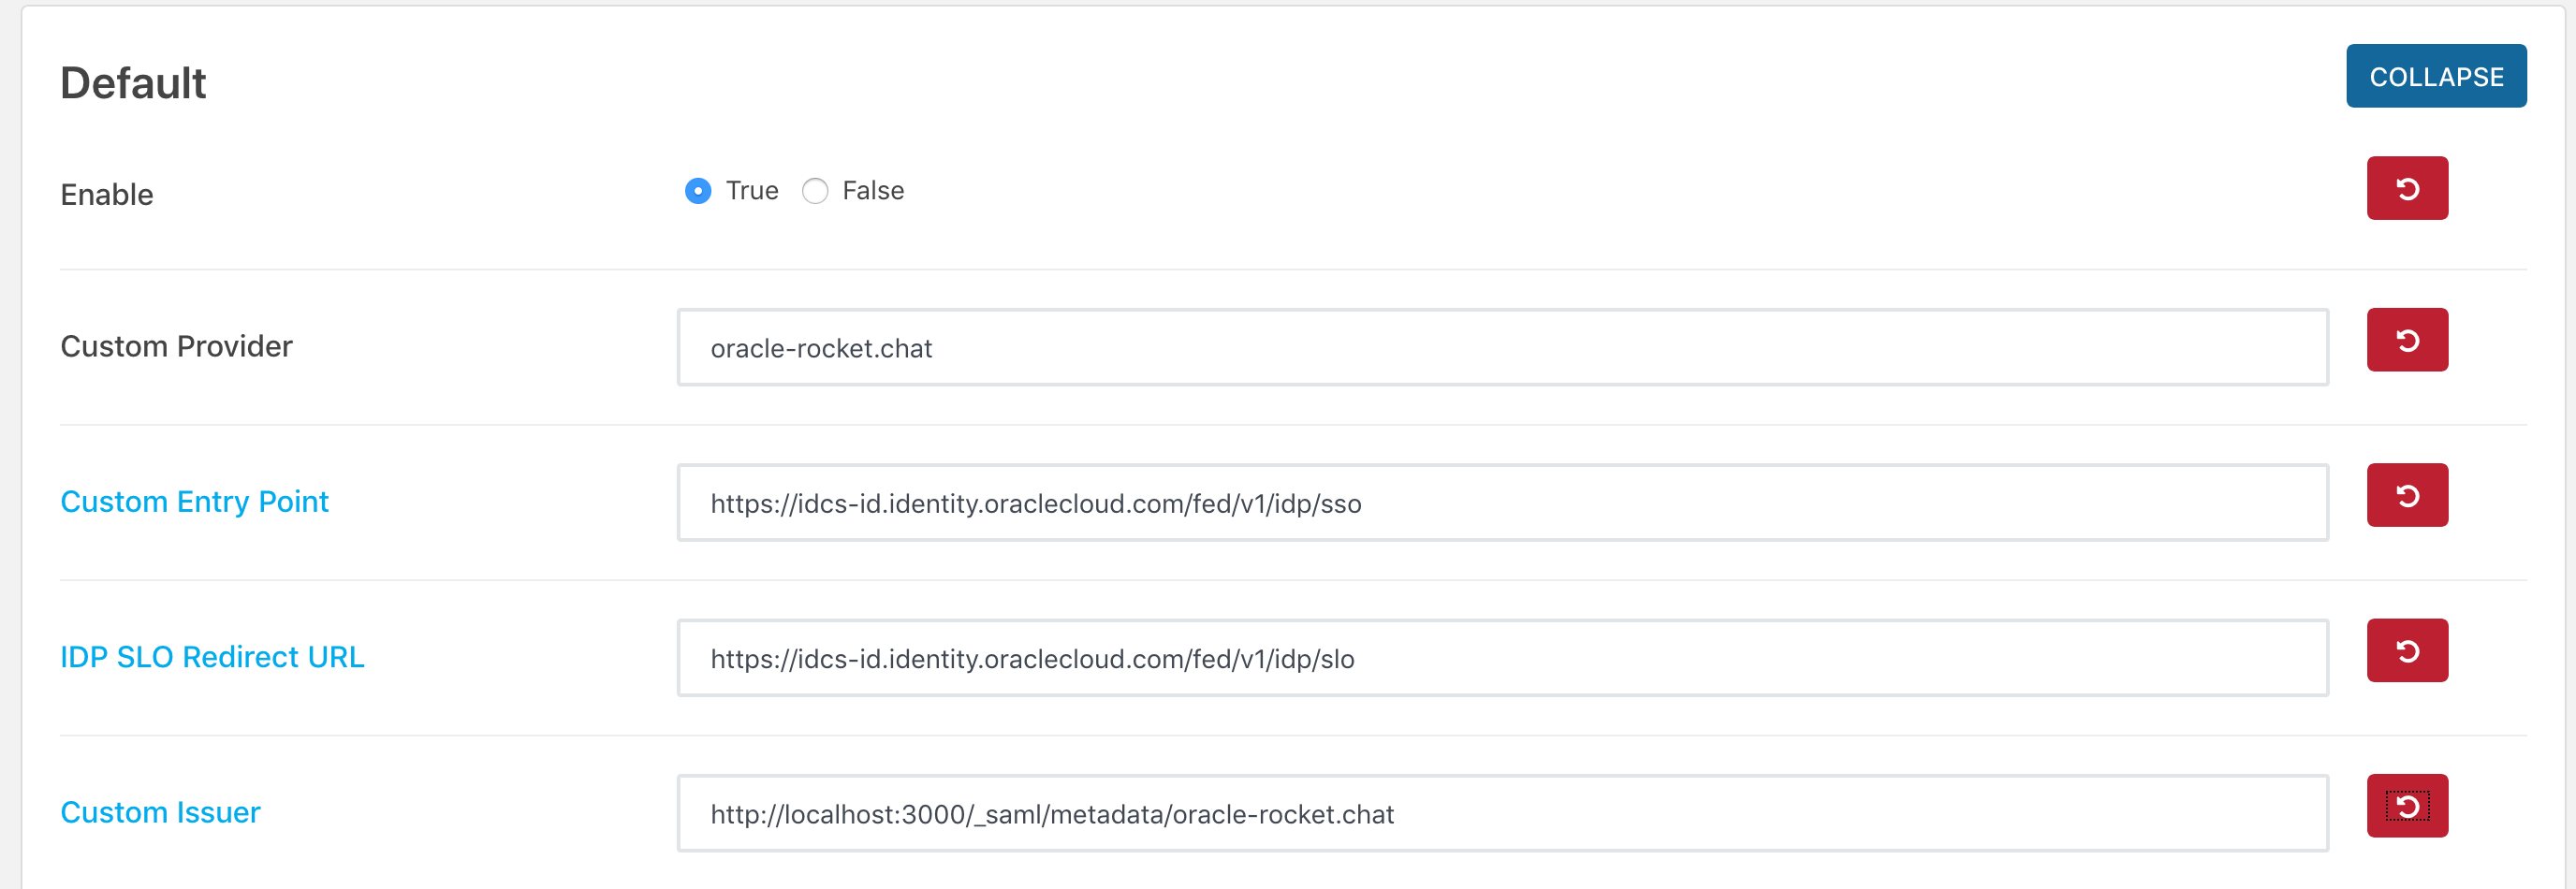 Default
COLLAPSE
Enable
True False
Custom Provider
oracle-rocket.chat
Custom Entry Point
https://idcs-id.identity.oraclecloud.com/fed/v1/idp/sso
IDP SLO Redirect URL
https://idcs-id.identity.oraclecloud.com/fed/v1/idp/slo
Custom Issuer
http://localhost:3000/_saml/metadata/oracle-rocket.chat